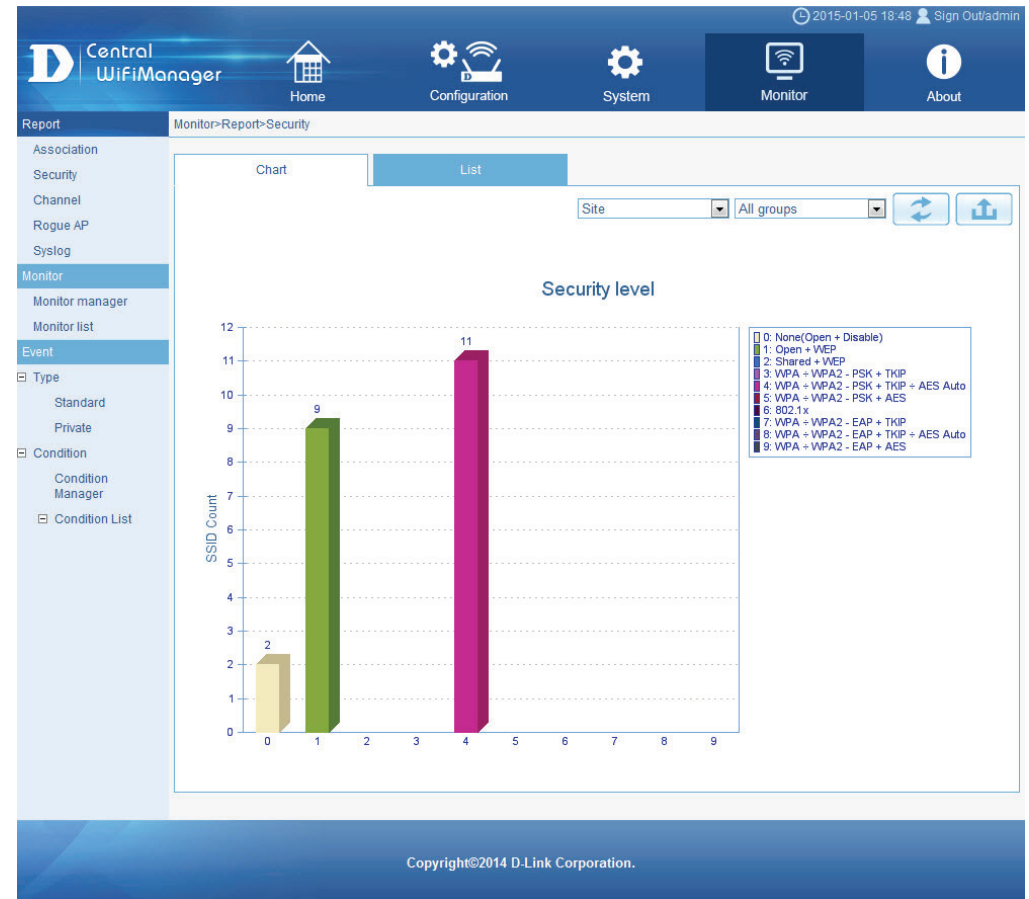 2015-01-05 18:48 Sign Out/admin
D Central
WiFiManager
Home
Configuration
D
System
Monitor
i
About
Report
Monitor>Report>Security
Association
Security
Channel
Rogue AP
Syslog
Monitor
Monitor manager
Monitor list
Event
Type
Standard
Private
Condition
Condition
Manager
Condition List
Chart
List
Site
All groups
Security level
SSID Count
12
11
10
9
8
7
6
5
4
3
2
1
0
2
9
11
0 1 2 3 4 5 6 7 8 9
0: None(Open + Disable)
1: Open + WEP
2: Shared + WEP
3: WPA ÷ WPA2 - PSK + TKIP
4: WPA ÷ WPA2 - PSK + TKIP ÷ AES Auto
5: WPA ÷ WPA2 - PSK + AES
6: 802.1x
7: WPA ÷ WPA2 - EAP + TKIP
8: WPA ÷ WPA2 - EAP + TKIP ÷ AES Auto
9: WPA ÷ WPA2 - EAP + AES
Copyright©2014 D-Link Corporation.